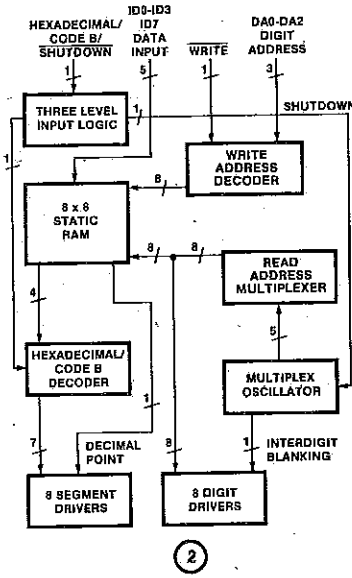 HEXADECIMAL/
CODE B/
SHUTDOWN
ID0-ID3
ID7
DATA
INPUT
WRITE
DA0-DA2
DIGIT
ADDRESS
1
5
1
3
THREE LEVEL
INPUT LOGIC
1
SHUTDOWN
1
WRITE
ADDRESS
DECODER
8
8 x 8
STATIC
RAM
8
8
READ
ADDRESS
MULTIPLEXER
4
5
HEXADECIMAL/
CODE B
DECODER
1
MULTIPLEX
OSCILLATOR
7
DECIMAL
POINT
8
1
INTERDIGIT
BLANKING
8 SEGMENT
DRIVERS
8 DIGIT
DRIVERS
2